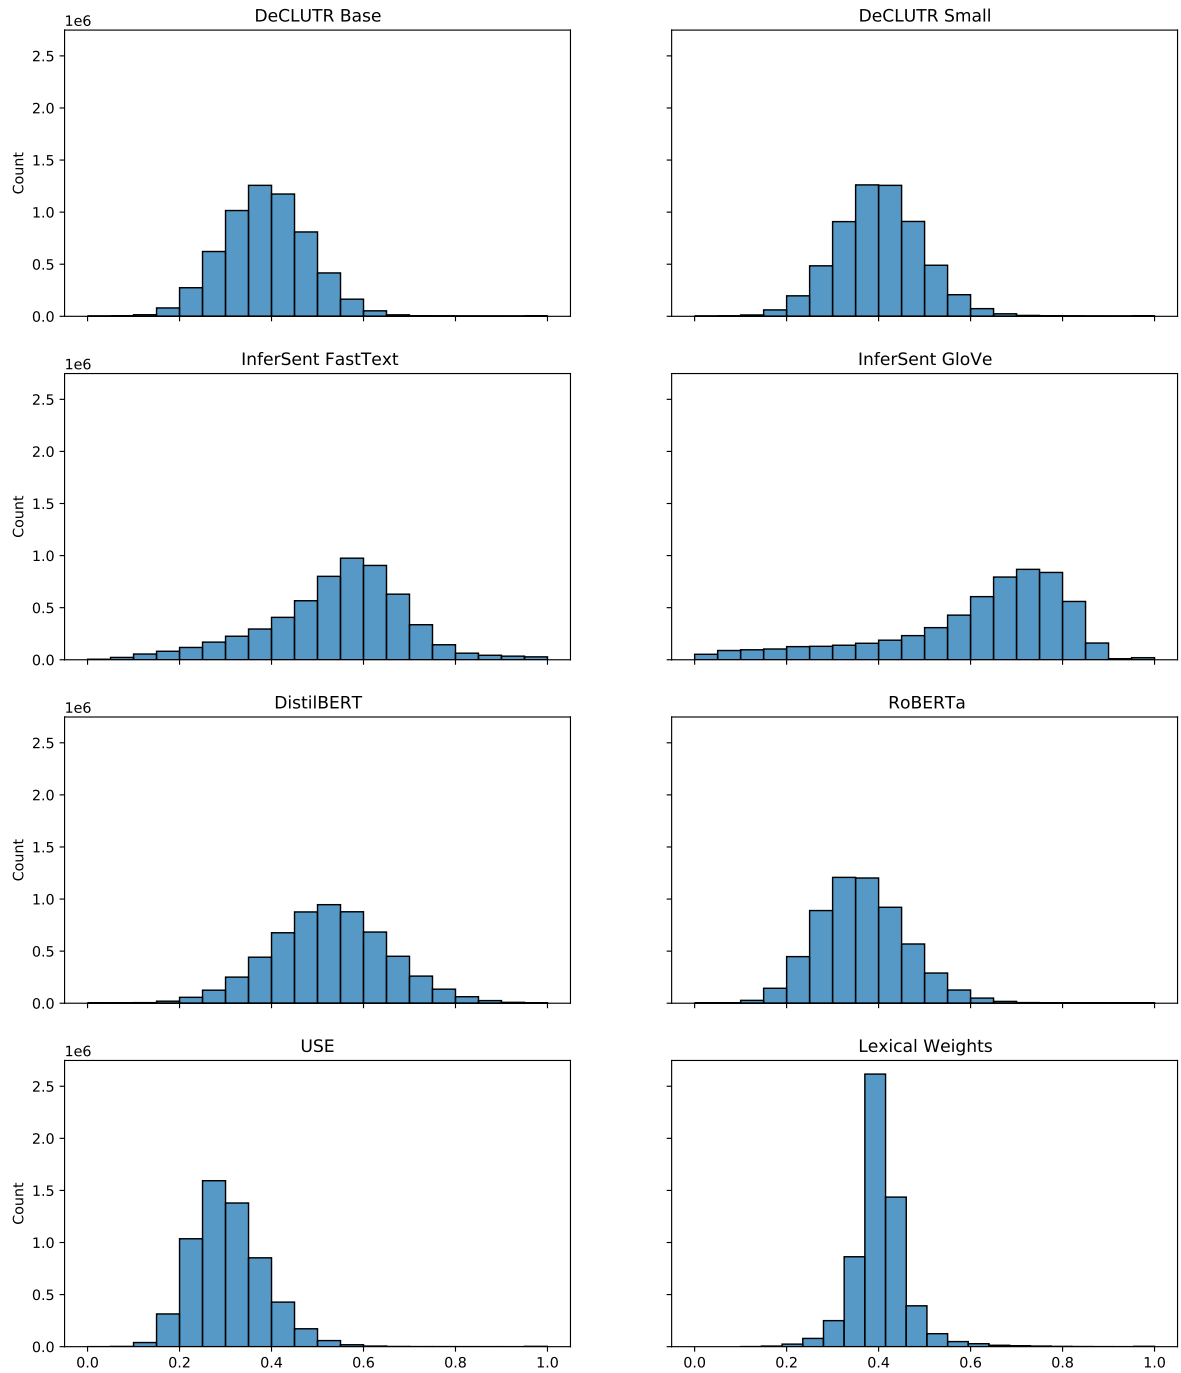 DeCLUTR Base
DeCLUTR Small
1e6
2.5
2.0
1.5
1.0
0.5
0.0
Count
InferSent FastText
InferSent GloVe
1e6
2.5
2.0
1.5
1.0
0.5
0.0
Count
DistilBERT
RoBERTa
1e6
2.5
2.0
1.5
1.0
0.5
0.0
Count
USE
Lexical Weights
1e6
2.5
2.0
1.5
1.0
0.5
0.0
Count
0.0 0.2 0.4 0.6 0.8 1.0
0.0 0.2 0.4 0.6 0.8 1.0